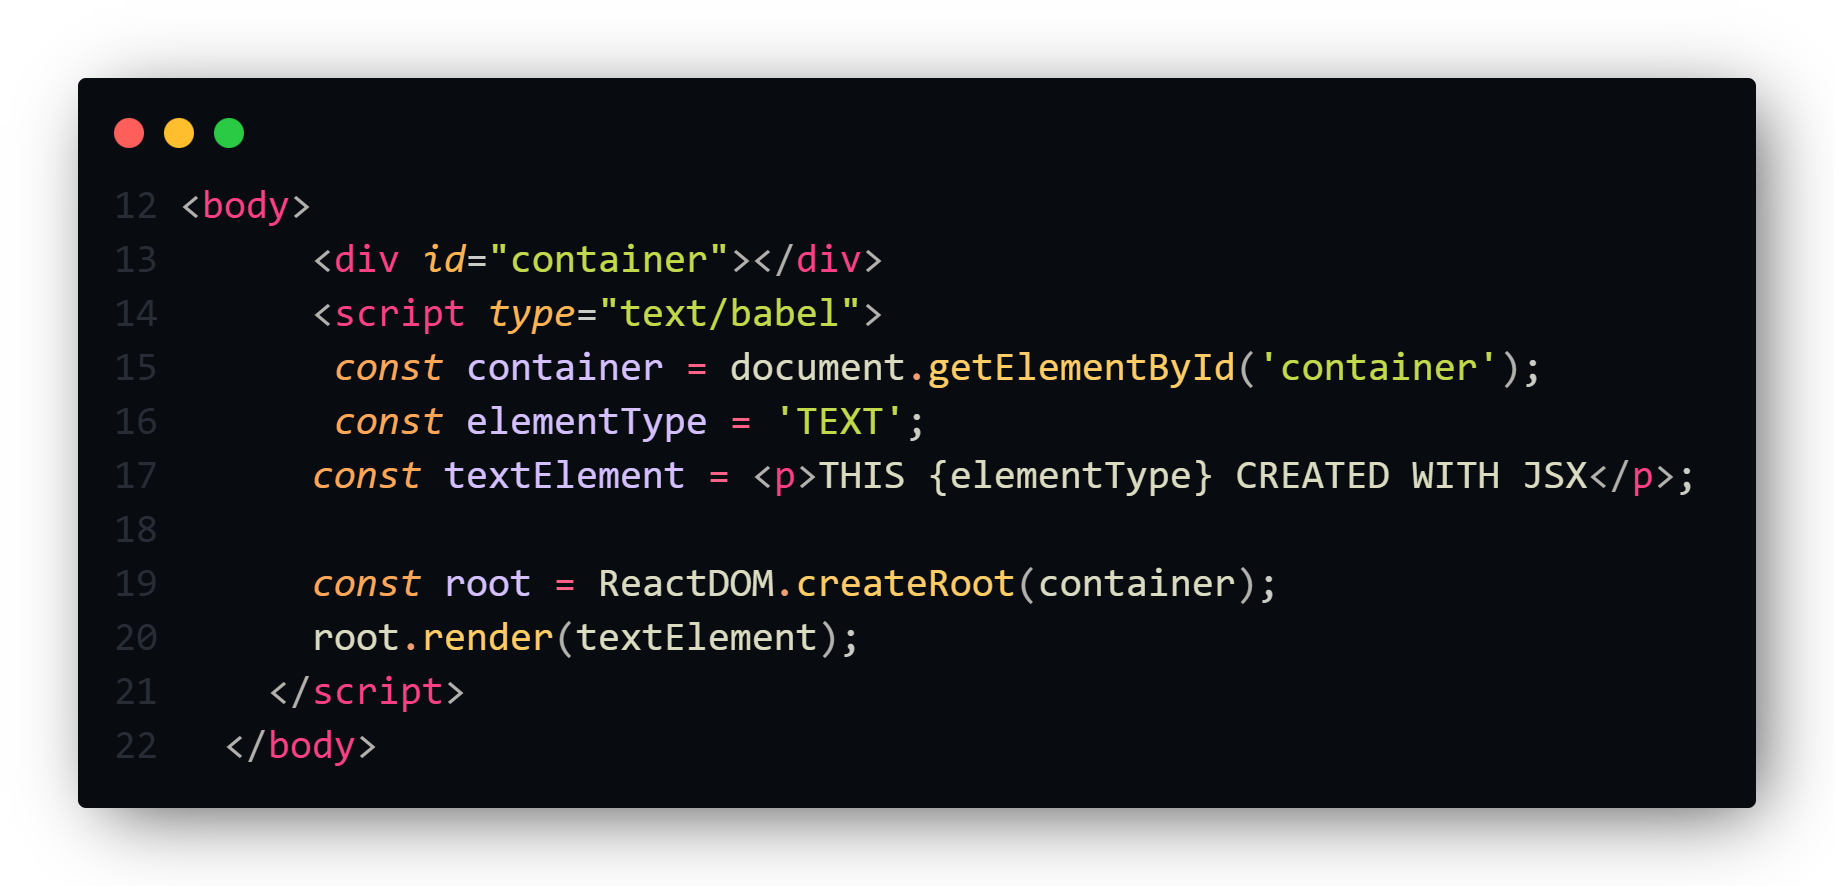 12 <body>
13 <div id="container"></div>
14 <script type="text/babel">
15 const container = document.getElementById('container');
16 const elementType = 'TEXT';
17 const textElement = <p>THIS {elementType} CREATED WITH JSX</p>;
18
19 const root = ReactDOM.createRoot(container);
20 root.render(textElement);
21 </script>
22 </body>